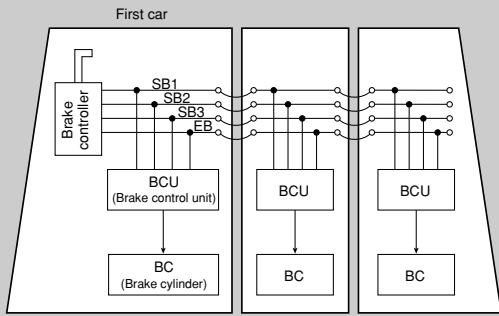 First car
Brake
controller
SB1
SB2
SB3
EB
BCU
(Brake control unit)
BCU
BCU
BC
(Brake cylinder)
BC
BC